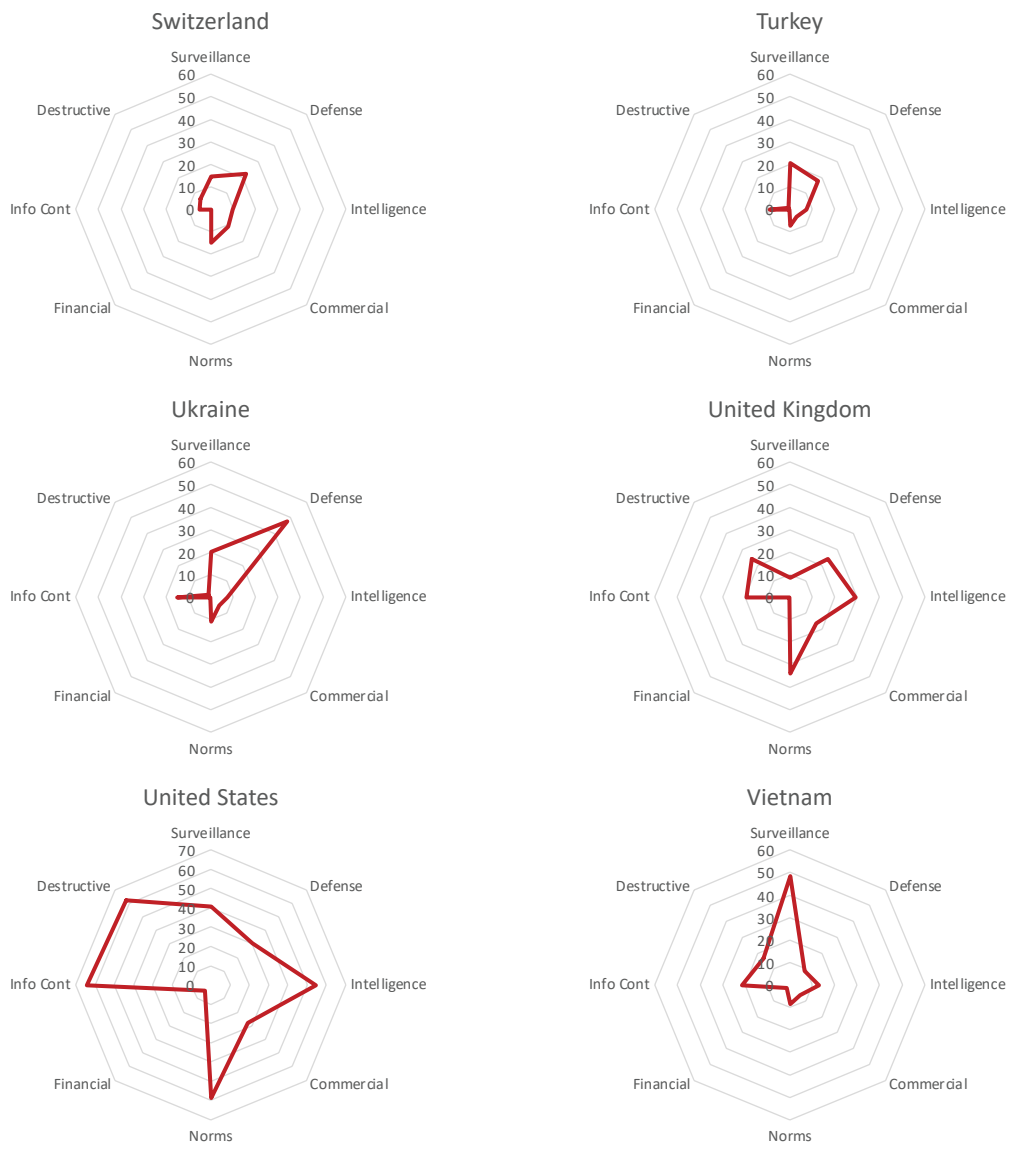 Switzerland
Surveillance
60
50
40
30
20
10
0
Destructive
Defense
Info Cont
Intelligence
Financial
Commercial
Norms
Turkey
Surveillance
60
50
40
30
20
10
0
Destructive
Defense
Info Cont
Intelligence
Financial
Commercial
Norms
Ukraine
Surveillance
60
50
40
30
20
10
0
Destructive
Defense
Info Cont
Intelligence
Financial
Commercial
Norms
United Kingdom
Surveillance
60
50
40
30
20
10
0
Destructive
Defense
Info Cont
Intelligence
Financial
Commercial
Norms
United States
Surveillance
70
60
50
40
30
20
10
0
Destructive
Defense
Info Cont
Intelligence
Financial
Commercial
Norms
Vietnam
Surveillance
60
50
40
30
20
10
0
Destructive
Defense
Info Cont
Intelligence
Financial
Commercial
Norms